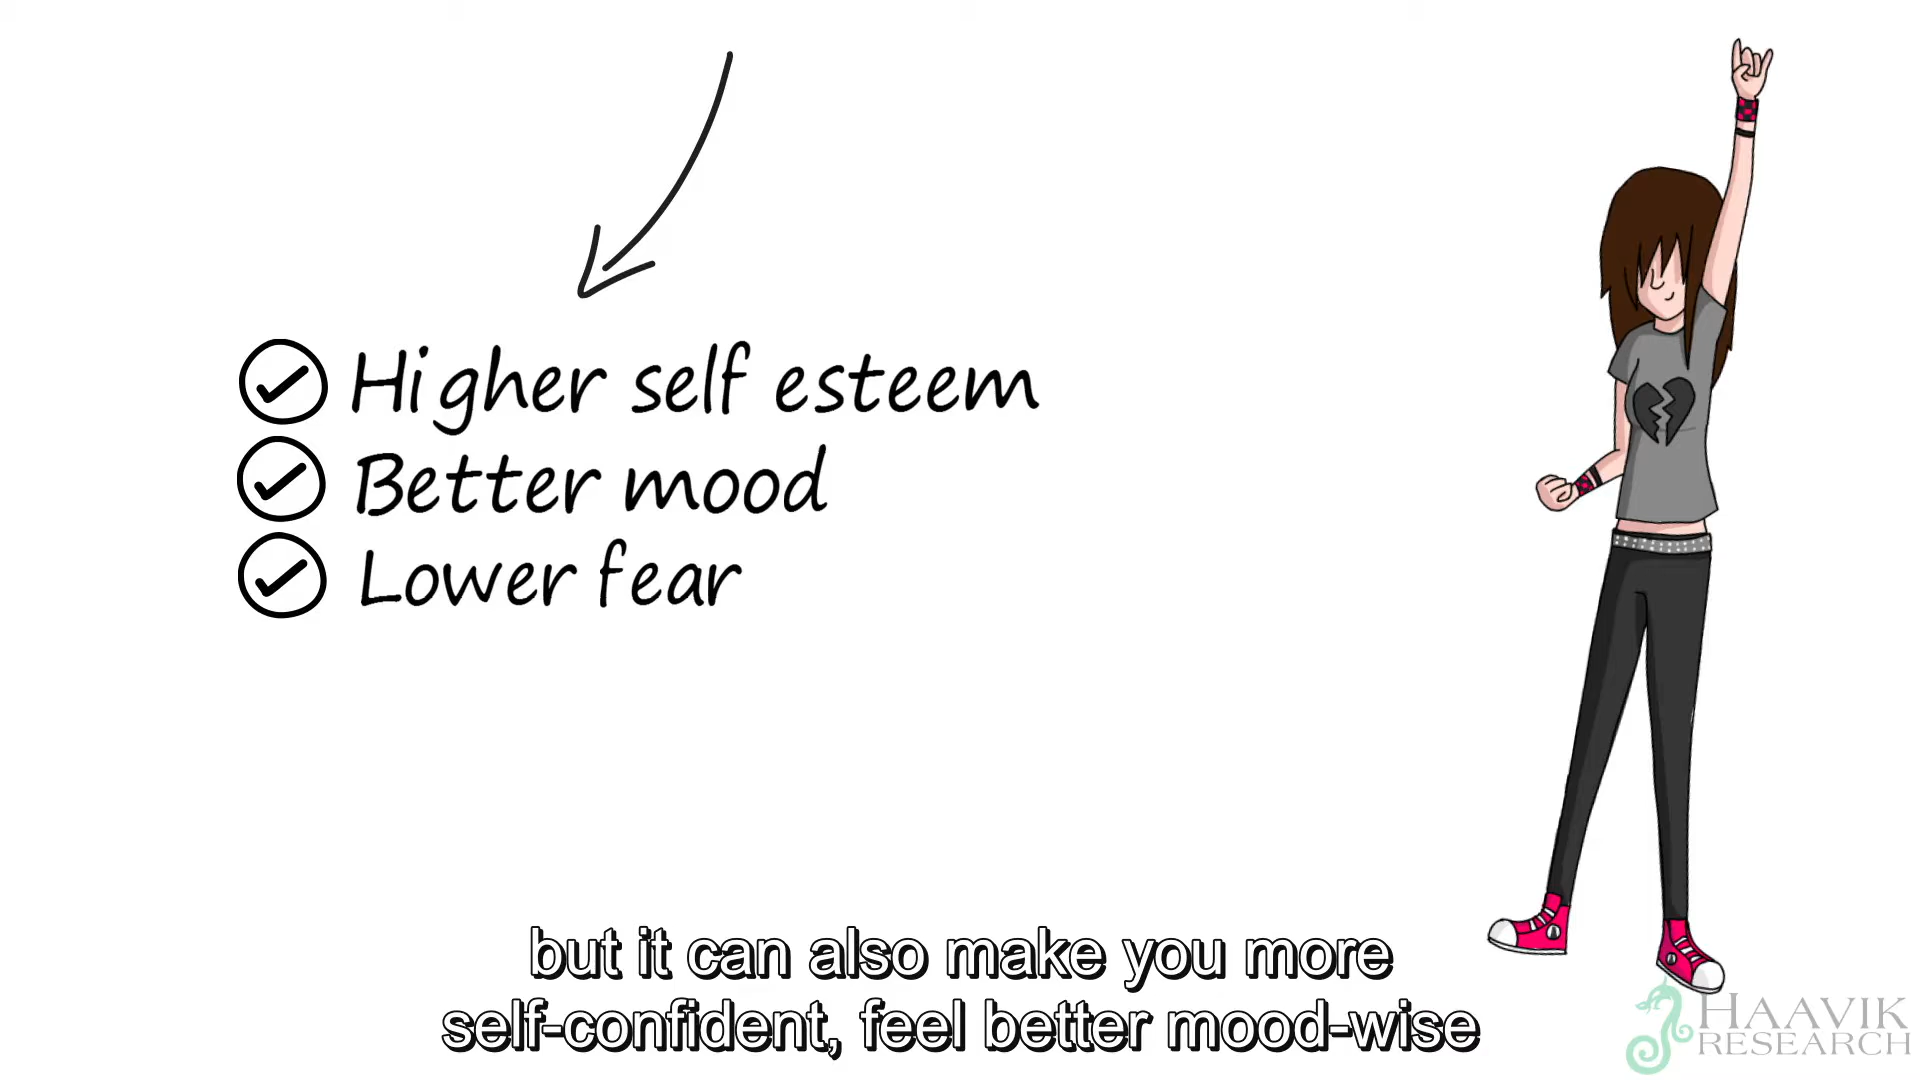 Higher self esteem
Better mood
Lower fear
but it can also make you more
self-confident, feel better mood-wise
HAAVIK
RESEARCH